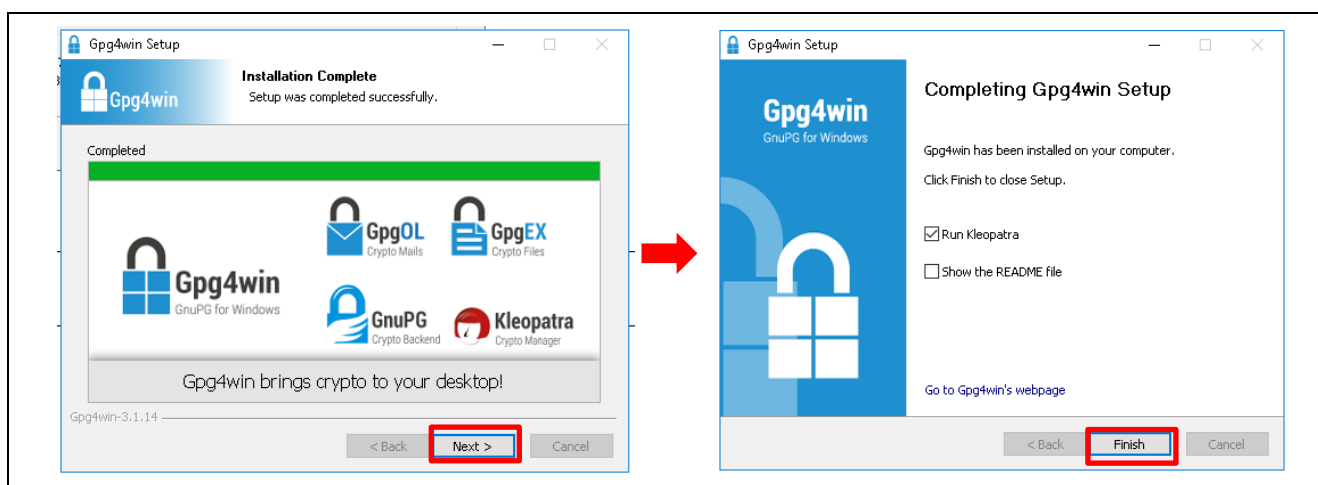 Gpg4win Setup
Gpg4win
Installation Complete
Setup was completed successfully.
Completed
GpgOL
Crypto Mails
GpgEX
Crypto Files
Gpg4win
GnuPG for Windows
GnuPG
Crypto Backend
Kleopatra
Crypto Manager
Gpg4win brings crypto to your desktop!
Gpg4win-3.1.14
< Back
Next >
Cancel
Gpg4win Setup
Gpg4win
GnuPG for Windows
Completing Gpg4win Setup
Gpg4win has been installed on your computer.
Click Finish to close Setup.
Run Kleopatra
Show the README file
Go to Gpg4win's webpage
< Back
Finish
Cancel